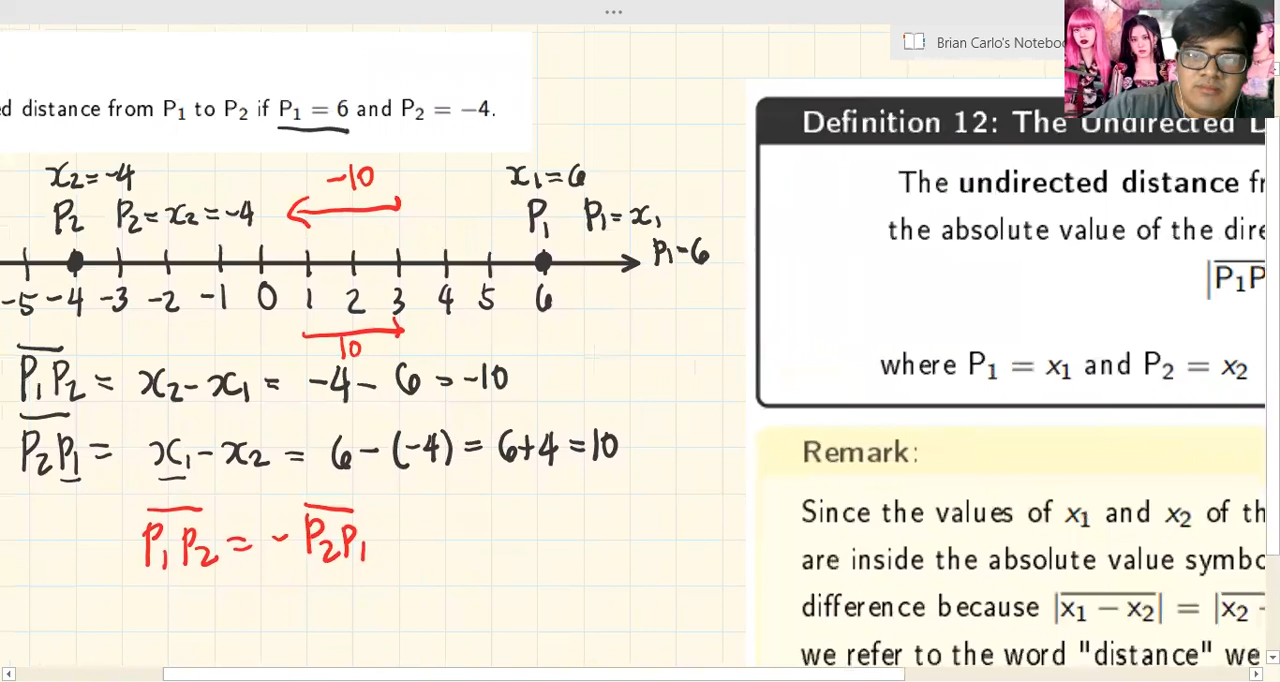 ...
Brian Carlo's Notebo
ed distance from P₁ to P₂ if P₁ = 6 and P₂ = −4.
x₂=-4
-10
x₁=6
P₂ P₂=x₂=-4
P₁ P₁=x₁
P₁=6
-5 -4 -3 -2 -1 0 1 2 3 4 5 6
10
P₁P₂ = x₂-x₁ = -4 - 6 = -10
P₂P₁ = x₁-x₂ = 6-(-4) = 6+4 = 10
P₁P₂ = -P₂P₁
Definition 12: The Undirected D
The undirected distance fr
the absolute value of the dire
|P₁P
where P₁ = x₁ and P₂ = x₂
Remark:
Since the values of x₁ and x₂ of th
are inside the absolute value symbo
difference because |x₁ − x₂| = |x₂ -
we refer to the word "distance" we